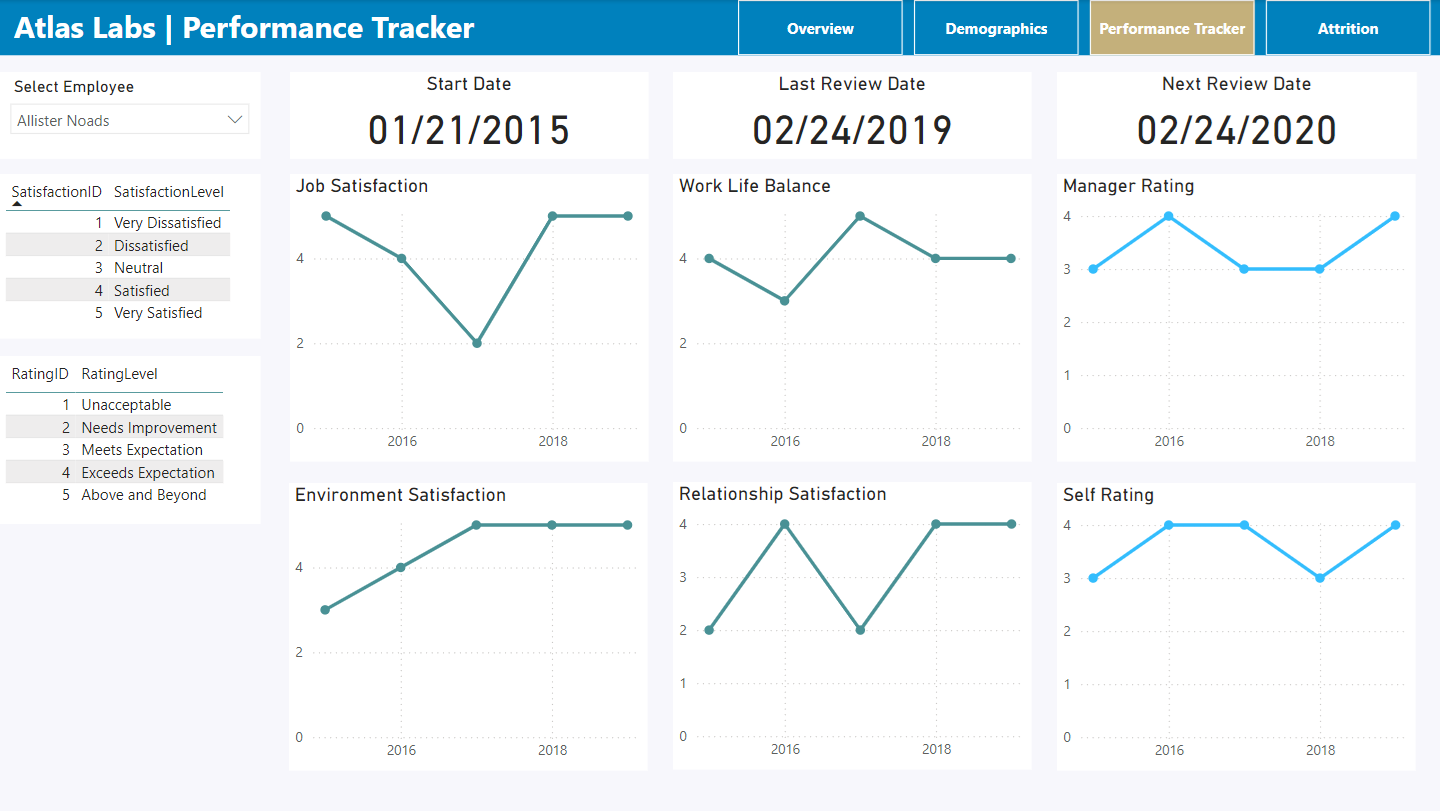 Atlas Labs | Performance Tracker
Overview
Demographics
Performance Tracker
Attrition
Select Employee
Allister Noads
Start Date
01/21/2015
Last Review Date
02/24/2019
Next Review Date
02/24/2020
SatisfactionID SatisfactionLevel
1 Very Dissatisfied
2 Dissatisfied
3 Neutral
4 Satisfied
5 Very Satisfied
RatingID RatingLevel
1 Unacceptable
2 Needs Improvement
3 Meets Expectation
4 Exceeds Expectation
5 Above and Beyond
Job Satisfaction
4
2
0
2016 2018
Work Life Balance
4
2
0
2016 2018
Manager Rating
4
3
2
1
0
2016 2018
Environment Satisfaction
4
2
0
2016 2018
Relationship Satisfaction
4
3
2
1
0
2016 2018
Self Rating
4
3
2
1
0
2016 2018